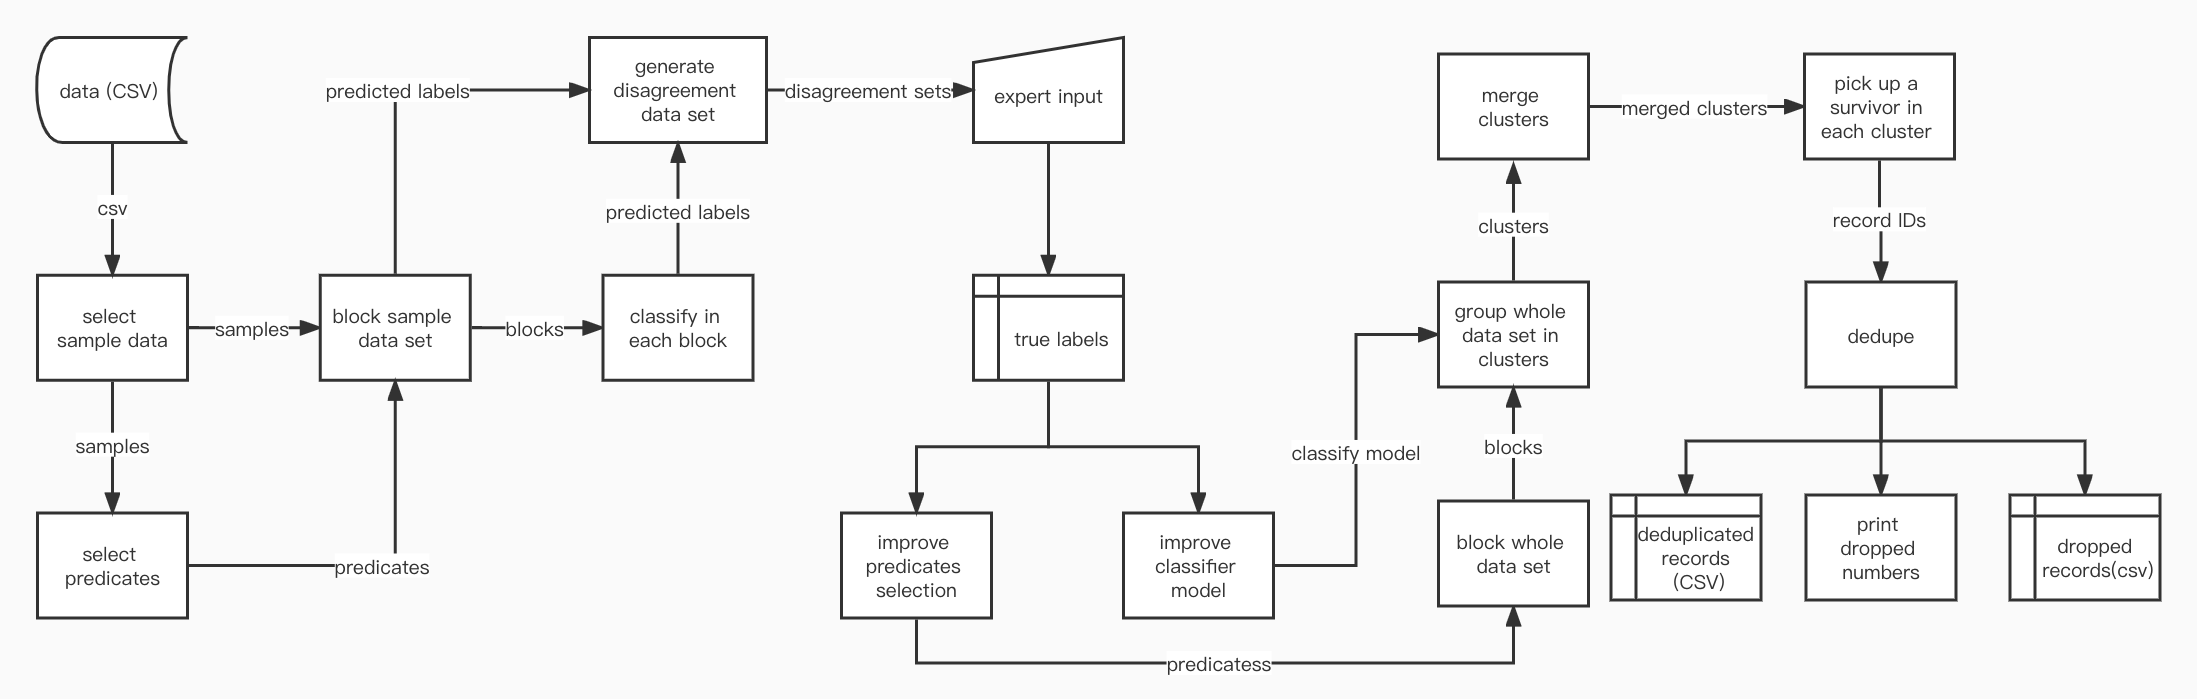 data (CSV)
csv
select
sample data
samples
select
predicates
samples
predicates
block sample
data set
predicted labels
blocks
classify in
each block
predicted labels
generate
disagreement
data set
disagreement sets
expert input
true labels
improve
predicates
selection
improve
classifier
model
predicatess
classify model
block whole
data set
blocks
group whole
data set in
clusters
clusters
merge
clusters
merged clusters
pick up a
survivor in
each cluster
record IDs
dedupe
deduplicated
records
(CSV)
print
dropped
numbers
dropped
records(csv)